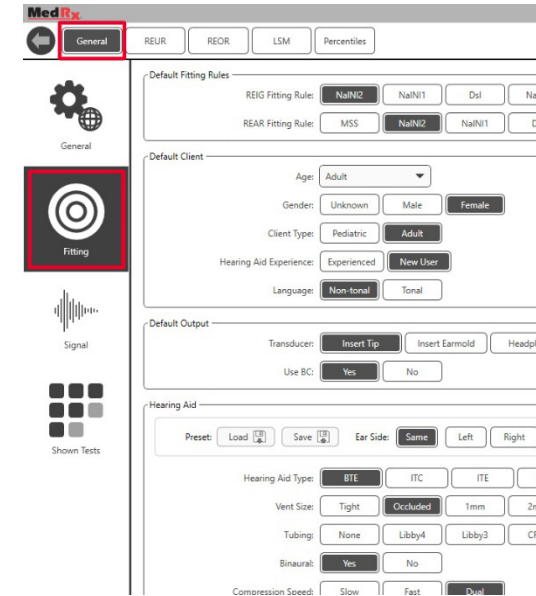 MedRx
General REUR REOR LSM Percentiles
General
Fitting
Signal
Shown Tests
Default Fitting Rules
REIG Fitting Rule: NalNl2 NalNl1 Dsl
REAR Fitting Rule: MSS NalNl2 NalNl1
Default Client
Age: Adult
Gender: Unknown Male Female
Client Type: Pediatric Adult
Hearing Aid Experience: Experienced New User
Language: Non-tonal Tonal
Default Output
Transducer: Insert Tip Insert Earmold Headph
Use BC: Yes No
Hearing Aid
Preset: Load Save Ear Side: Same Left Right
Hearing Aid Type: BTE ITC ITE
Vent Size: Tight Occluded 1mm
Tubing: None Libby4 Libby3
Binaural: Yes No
Compression Speed: Slow Fast Dual